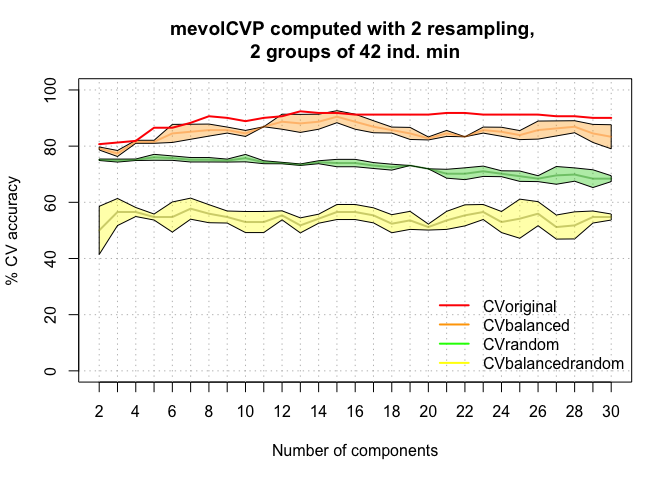 mevolCVP computed with 2 resampling,
2 groups of 42 ind. min
% CV accuracy
100
80
60
40
20
0
CVoriginal
CVbalanced
CVrandom
CVbalancedrandom
2 4 6 8 10 12 14 16 18 20 22 24 26 28 30
Number of components